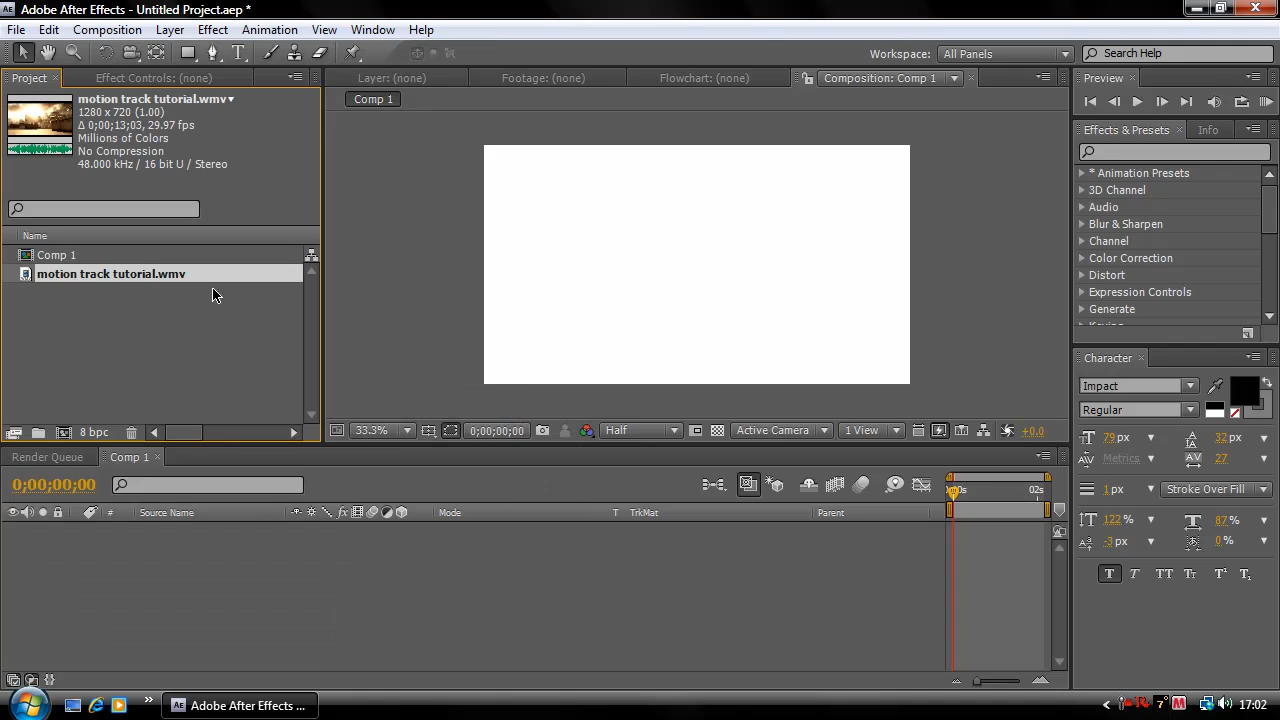 Adobe After Effects - Untitled Project.aep *
File Edit Composition Layer Effect Animation View Window Help
Workspace: All Panels Search Help
Project Effect Controls: (none) Layer: (none) Footage: (none) Flowchart: (none) Composition: Comp 1 Preview
motion track tutorial.wmv
1280 x 720 (1.00)
Δ 0;00;13;03, 29.97 fps
Millions of Colors
No Compression
48.000 kHz / 16 bit U / Stereo
Comp 1
Effects & Presets Info
* Animation Presets
3D Channel
Audio
Blur & Sharpen
Channel
Color Correction
Distort
Expression Controls
Generate
Name
Comp 1
motion track tutorial.wmv
8 bpc
33.3% 0;00;00;00 Half Active Camera 1 View +0.0
Character
Impact
Regular
79 px 32 px
Metrics 27
1 px Stroke Over Fill
122 % 87 %
-3 px 0 %
T T TT Tr T¹ T₁
Render Queue Comp 1
0;00;00;00
02s
# Source Name Mode T TrkMat Parent
Adobe After Effects ...
17:02